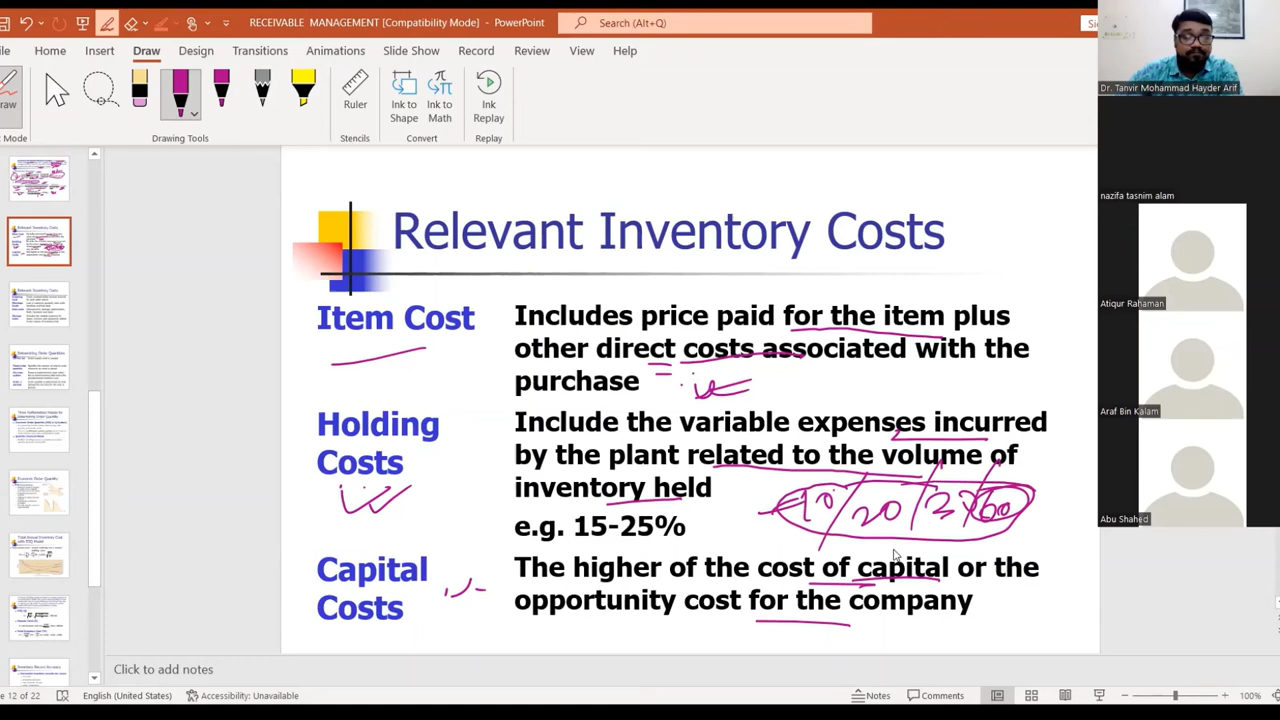 RECEIVABLE MANAGEMENT [Compatibility Mode] - PowerPoint
Search (Alt+Q)
Home Insert Draw Design Transitions Animations Slide Show Record Review View Help
Ruler
Ink to Shape
Ink to Math
Ink Replay
Drawing Tools
Stencils
Convert
Replay
Relevant Inventory Costs
Item Cost
Includes price paid for the item plus
other direct costs associated with the
purchase
Holding
Costs
Include the variable expenses incurred
by the plant related to the volume of
inventory held
e.g. 15-25%
20
Capital
Costs
The higher of the cost of capital or the
opportunity cost for the company
Click to add notes
12 of 22
English (United States)
Accessibility: Unavailable
Notes
Comments
100%
Dr. Tanvir Mohammad Hayder Arif
nazifa tasnim alam
Atiqur Rahaman
Araf Bin Kalam
Abu Shahed